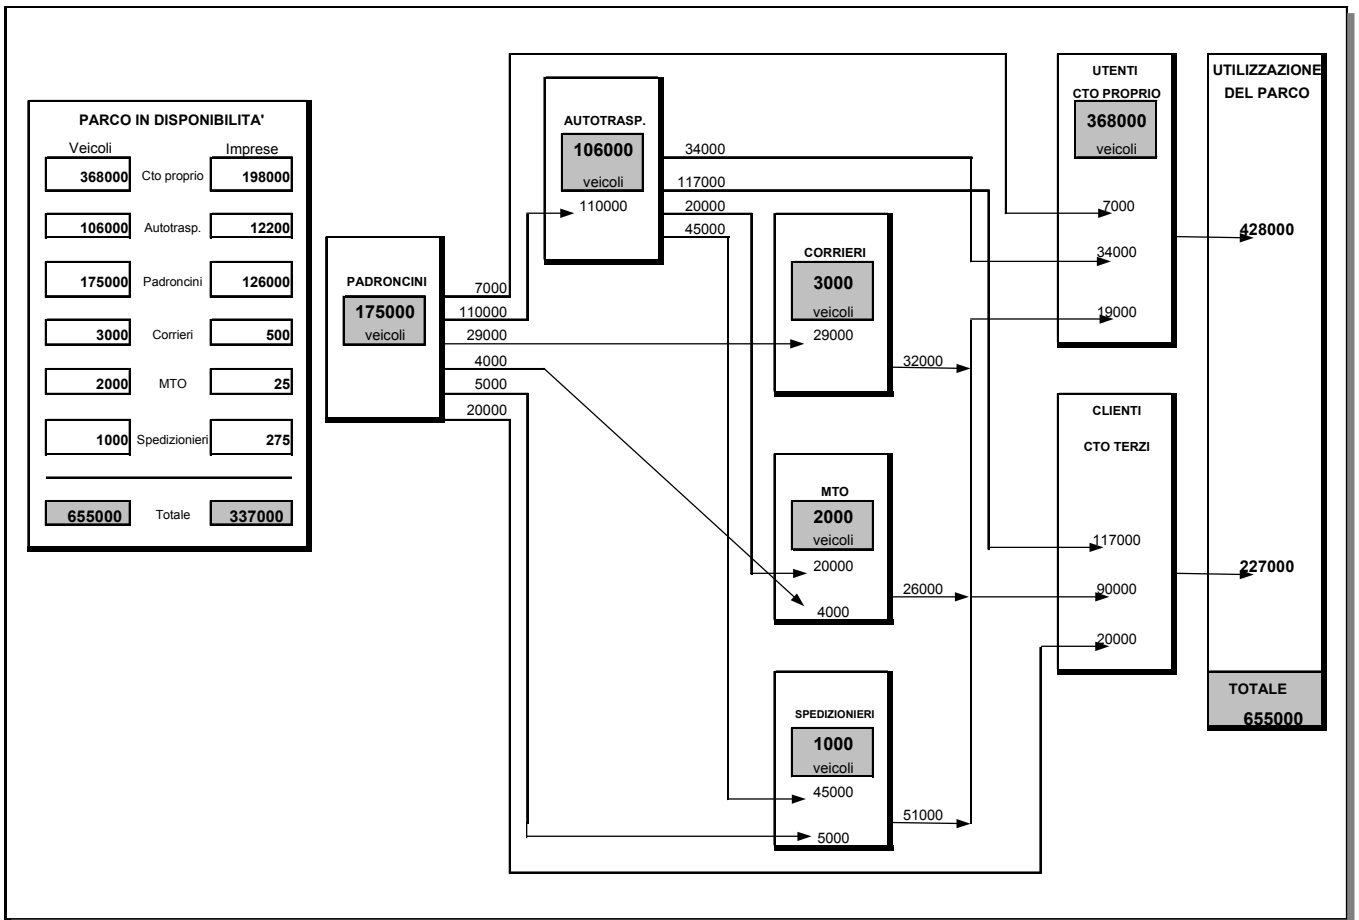 PARCO IN DISPONIBILITA'
Veicoli Imprese
368000 Cto proprio 198000
106000 Autotrasp. 12200
175000 Padroncini 126000
3000 Corrieri 500
2000 MTO 25
1000 Spedizionieri 275
655000 Totale 337000
PADRONCINI
175000
veicoli
7000
110000
29000
4000
5000
20000
AUTOTRASP.
106000
veicoli
110000
34000
117000
20000
45000
CORRIERI
3000
veicoli
29000
32000
MTO
2000
veicoli
20000
4000
26000
SPEDIZIONIERI
1000
veicoli
45000
5000
51000
UTENTI
CTO PROPRIO
368000
veicoli
7000
34000
19000
CLIENTI
CTO TERZI
117000
90000
20000
UTILIZZAZIONE
DEL PARCO
428000
227000
TOTALE
655000